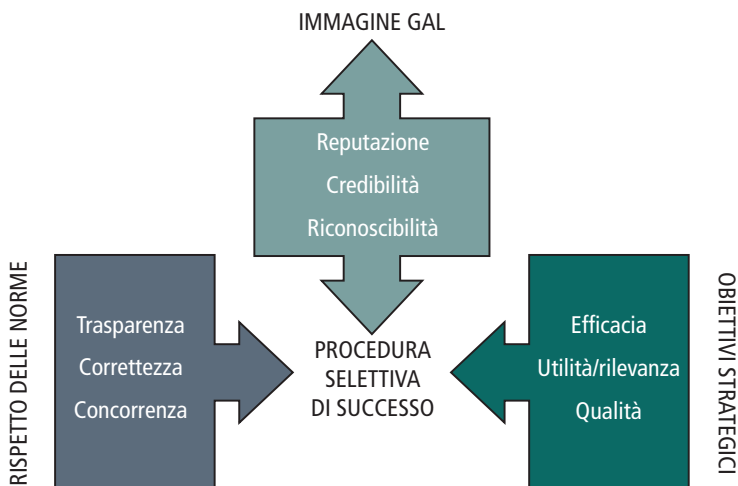 IMMAGINE GAL
Reputazione
Credibilità
Riconoscibilità
RISPETTO DELLE NORME
Trasparenza
Correttezza
Concorrenza
PROCEDURA
SELETTIVA
DI SUCCESSO
Efficacia
Utilità/rilevanza
Qualità
OBIETTIVI STRATEGICI